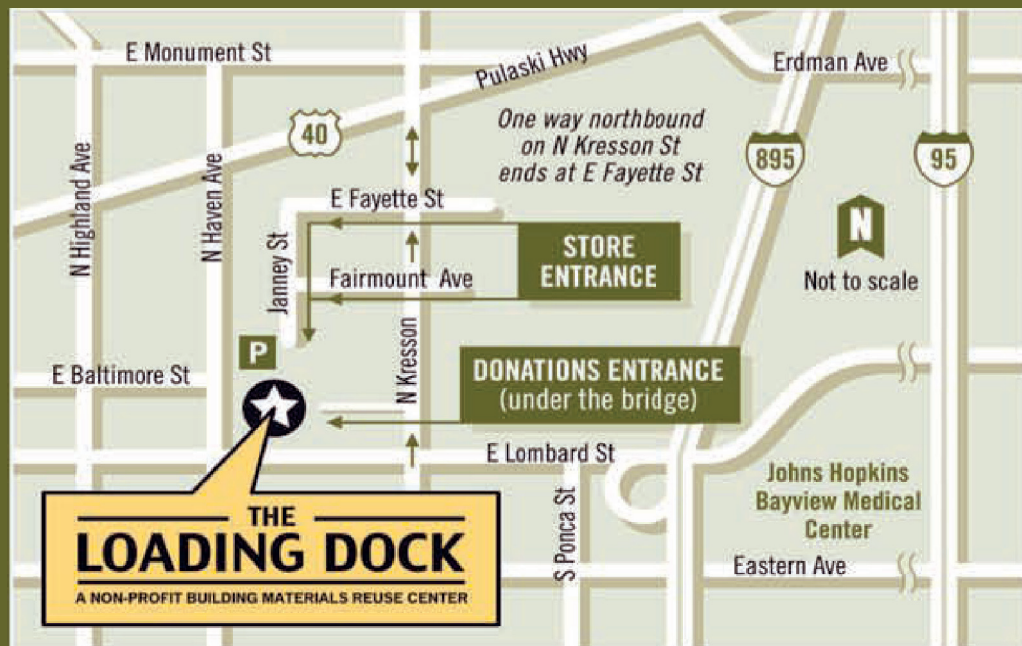 E Monument St
Pulaski Hwy
Erdman Ave
40
One way northbound
on N Kresson St
ends at E Fayette St
895
95
N Highland Ave
N Haven Ave
E Fayette St
STORE
ENTRANCE
N
Not to scale
Janney St
Fairmount Ave
N Kresson
P
E Baltimore St
DONATIONS ENTRANCE
(under the bridge)
E Lombard St
Johns Hopkins
Bayview Medical
Center
S Ponca St
Eastern Ave
THE
LOADING DOCK
A NON-PROFIT BUILDING MATERIALS REUSE CENTER